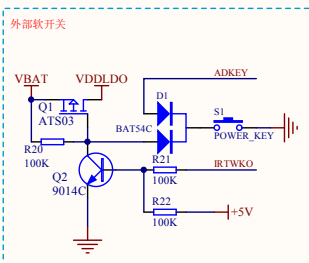 外部软开关
VBAT
VDDLDO
ADKEY
Q1
ATS03
D1
BAT54C
S1
POWER_KEY
R20
100K
R21
100K
IRTWKO
Q2
9014C
R22
100K
+5V